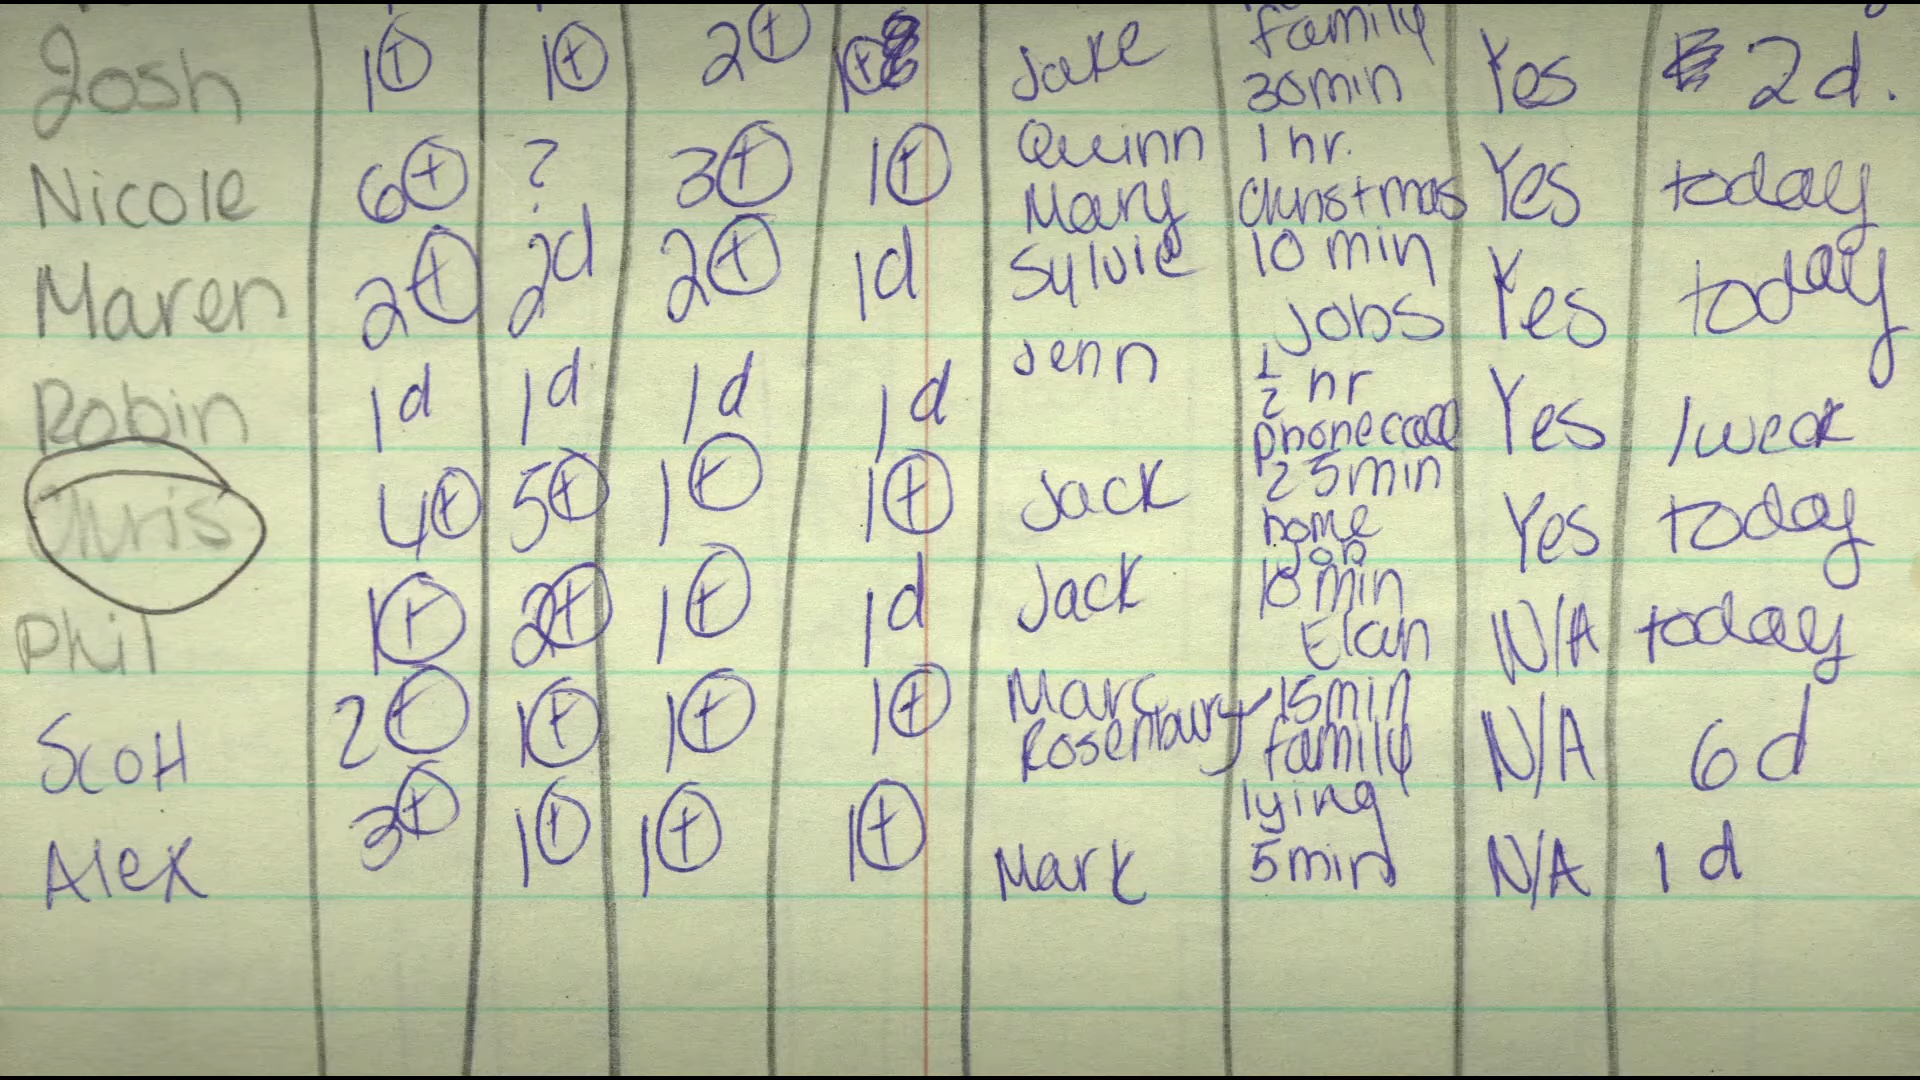 Josh 1⊕ 1⊕ 2⊕ 1⊕ Jake family 30min Yes 2d.
Nicole 6⊕ ? 3⊕ 1⊕ Quinn Mary 1 hr. Christmas Yes today
Maren 2⊕ 2d 2⊕ 1d Sylvie 10 min jobs Yes today
Robin 1d 1d 1d 1d Jenn ½ hr phonecall Yes 1week
Chris 4⊕ 5⊕ 1⊕ 1⊕ Jack 25min home job Yes today
Phil 1⊕ 2⊕ 1⊕ 1d Jack 10 min Elan N/A today
Scott 2⊕ 1⊕ 1⊕ 1⊕ Marc Rosenbury 15min family N/A 6d
Alex 3⊕ 1⊕ 1⊕ 1⊕ Mark lying 5min N/A 1d